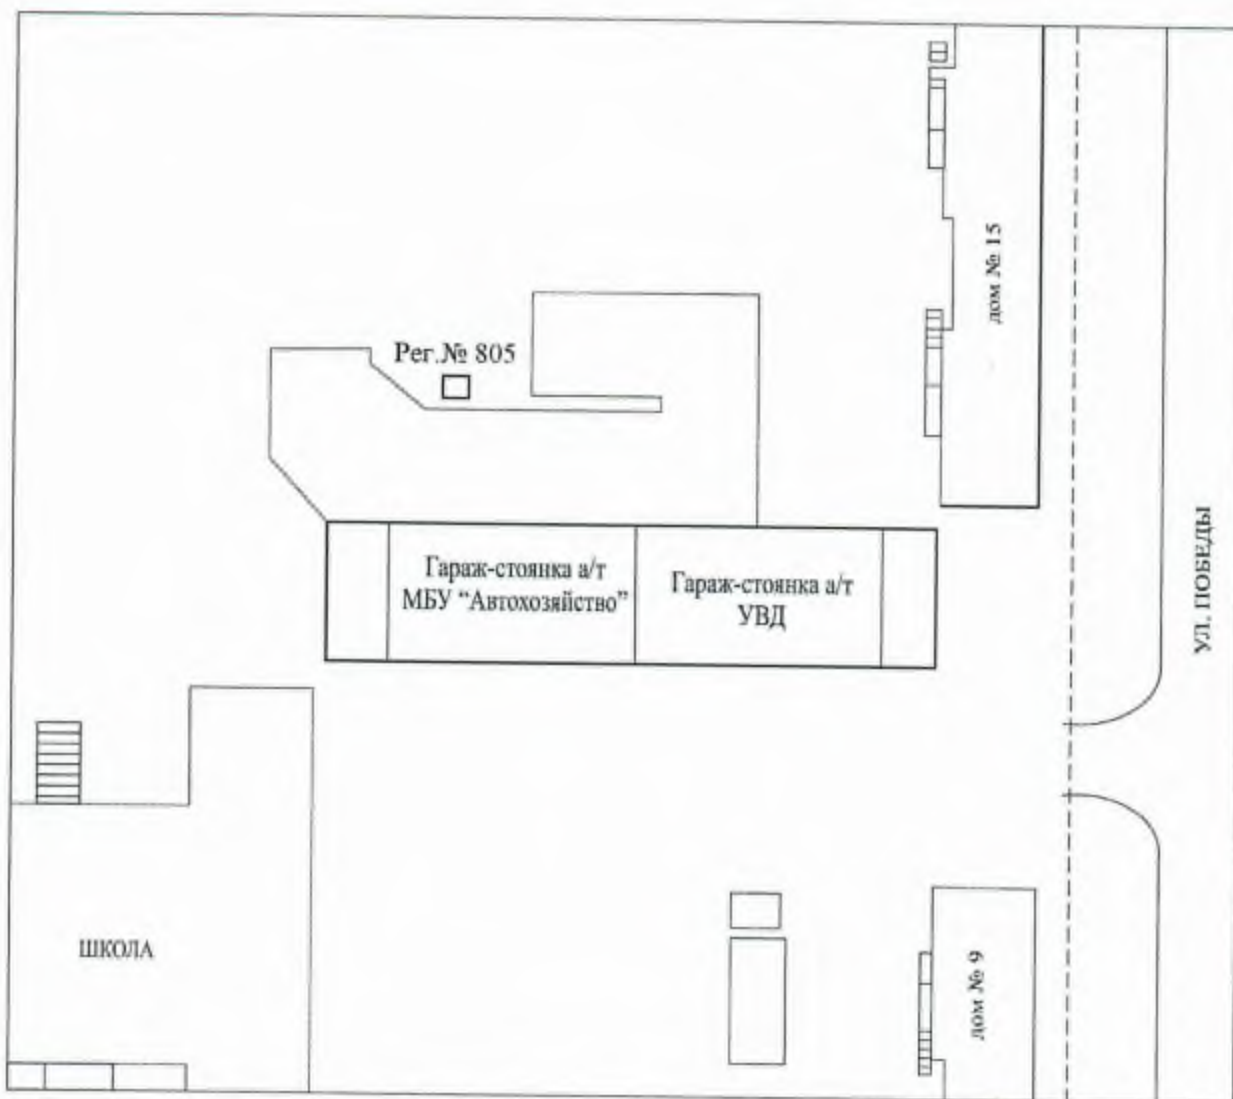 дом № 15
Рег.№ 805
Гараж-стоянка а/т
МБУ “Автохозяйство”
Гараж-стоянка а/т
УВД
УЛ. ПОБЕДЫ
ШКОЛА
дом № 9